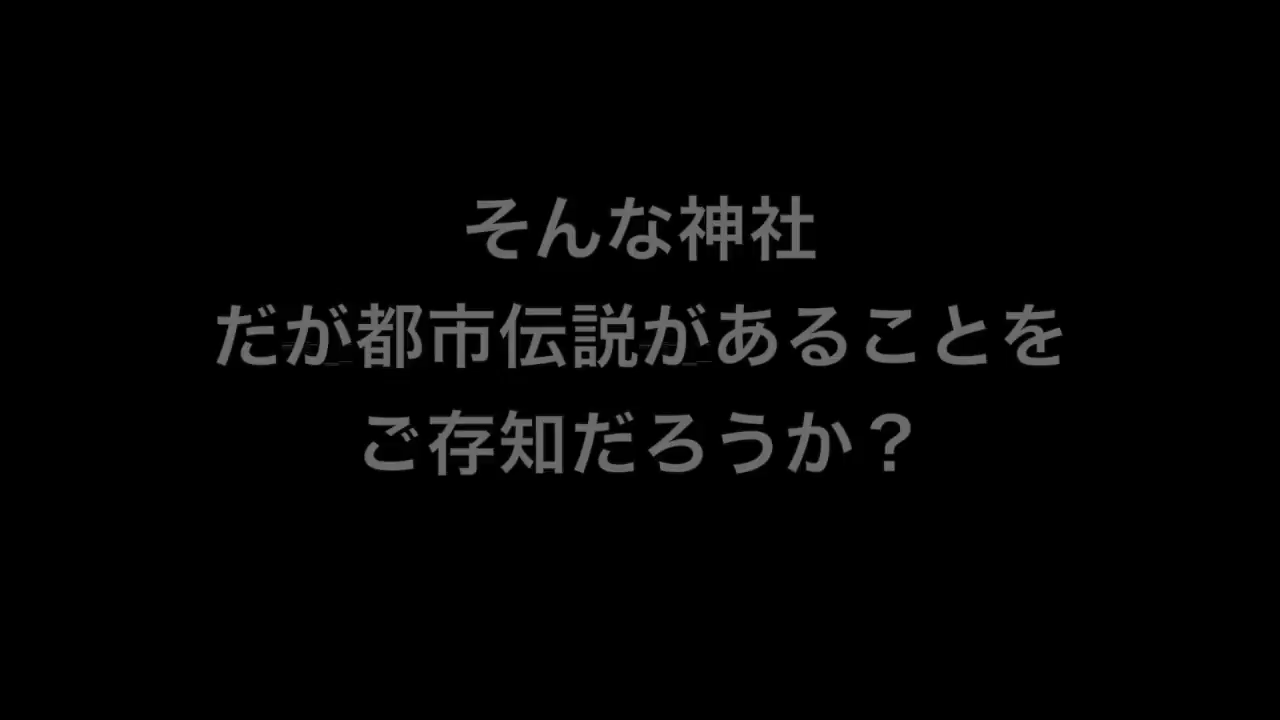 そんな神社
だが都市伝説があることを
ご存知だろうか？